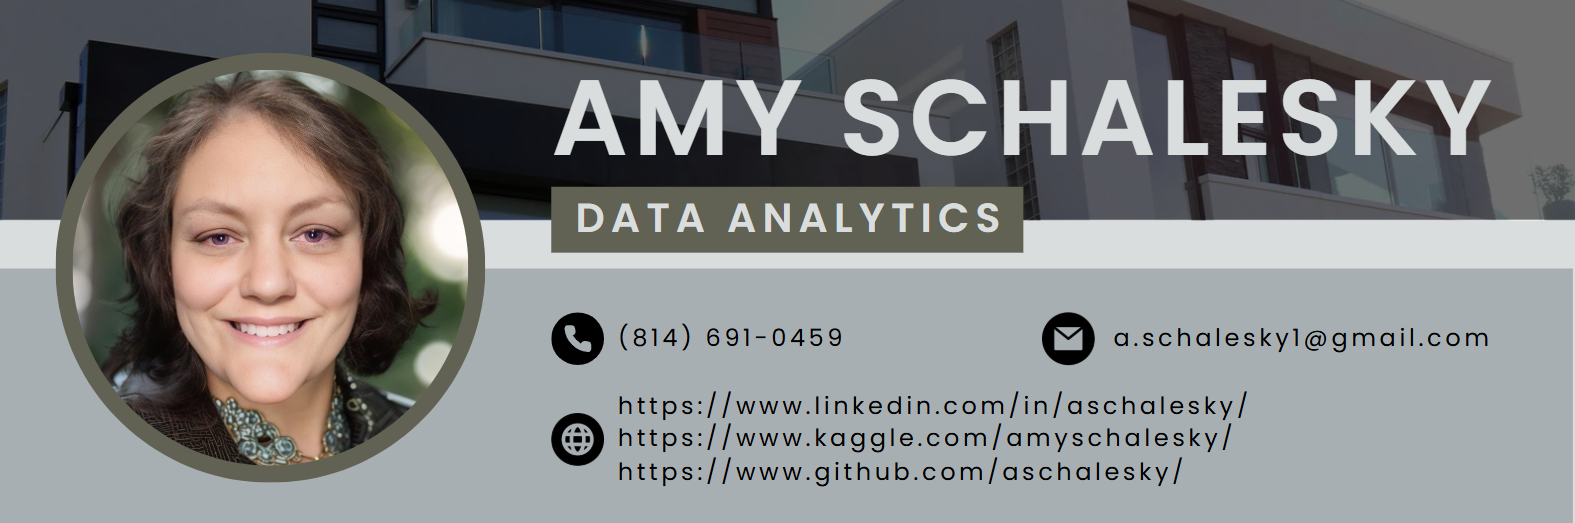 AMY SCHALESKY
DATA ANALYTICS
(814) 691-0459
a.schalesky1@gmail.com
https://www.linkedin.com/in/aschalesky/
https://www.kaggle.com/amyschalesky/
https://www.github.com/aschalesky/